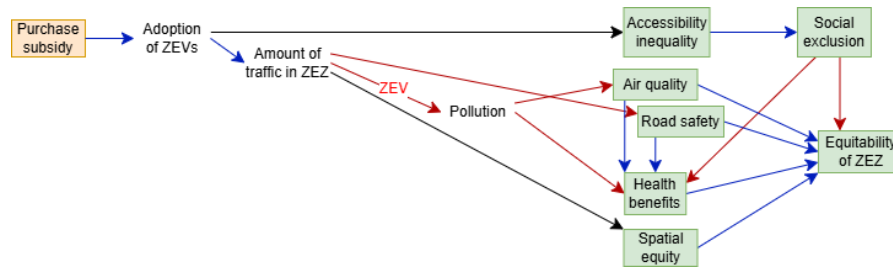 Purchase
subsidy
Adoption
of ZEVs
Amount of
traffic in ZEZ
ZEV
Pollution
Accessibility
inequality
Social
exclusion
Air quality
Road safety
Health
benefits
Spatial
equity
Equitability
of ZEZ